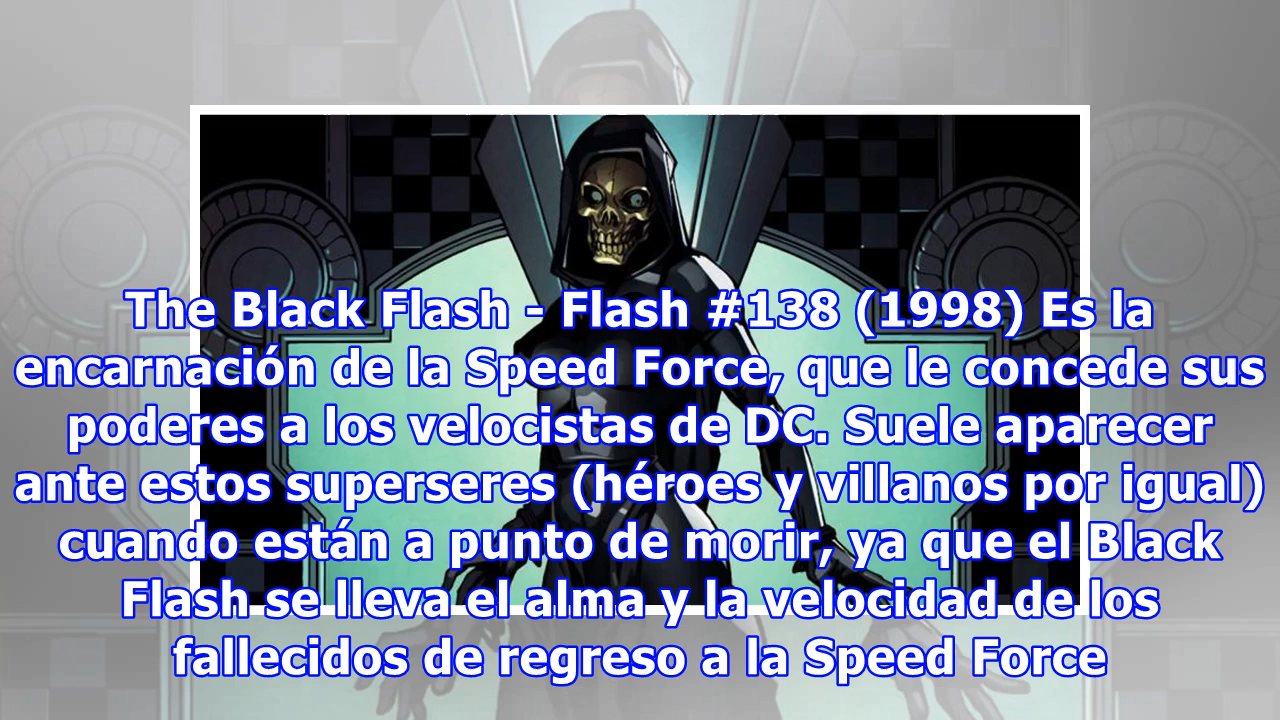 The Black Flash - Flash #138 (1998) Es la
encarnación de la Speed Force, que le concede sus
poderes a los velocistas de DC. Suele aparecer
ante estos superseres (héroes y villanos por igual)
cuando están a punto de morir, ya que el Black
Flash se lleva el alma y la velocidad de los
fallecidos de regreso a la Speed Force